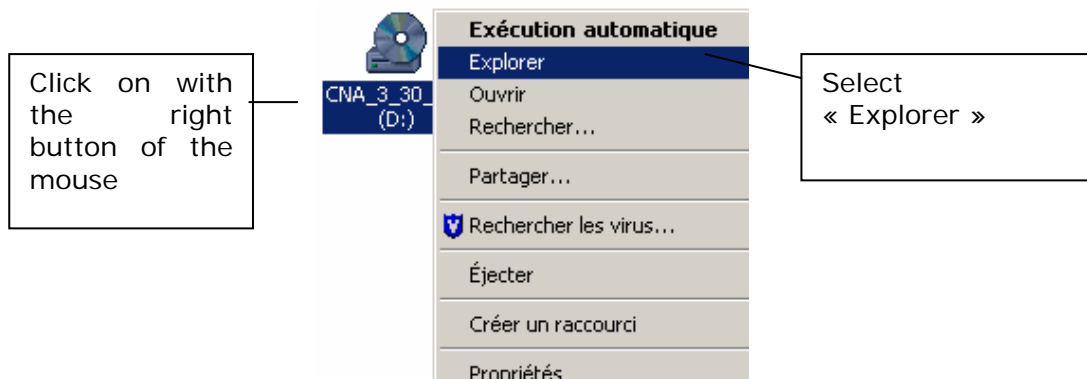 Click on with
the right
button of the
mouse
CNA_3_30_
(D:)
Exécution automatique
Explorer
Ouvrir
Rechercher...
Partager...
Rechercher les virus...
Éjecter
Créer un raccourci
Propriétés
Select
« Explorer »